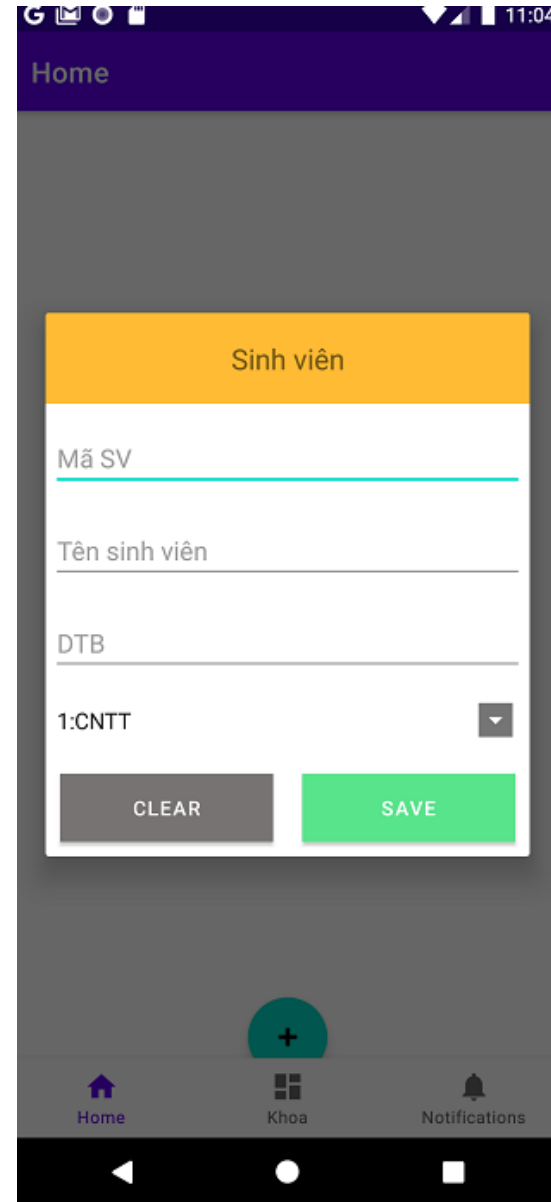 G 11:04
Home
Sinh viên
Mã SV
Tên sinh viên
DTB
1:CNTT
CLEAR SAVE
+
Home Khoa Notifications